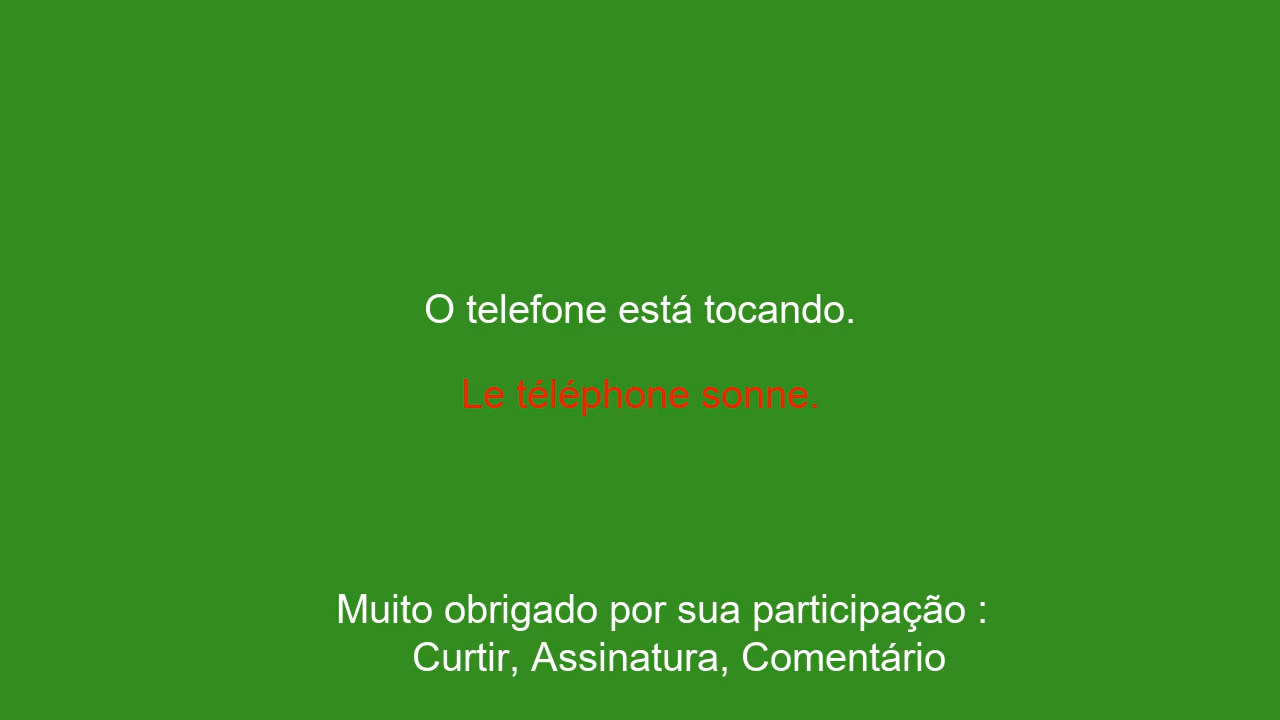 O telefone está tocando.
Le téléphone sonne.
Muito obrigado por sua participação :
Curtir, Assinatura, Comentário